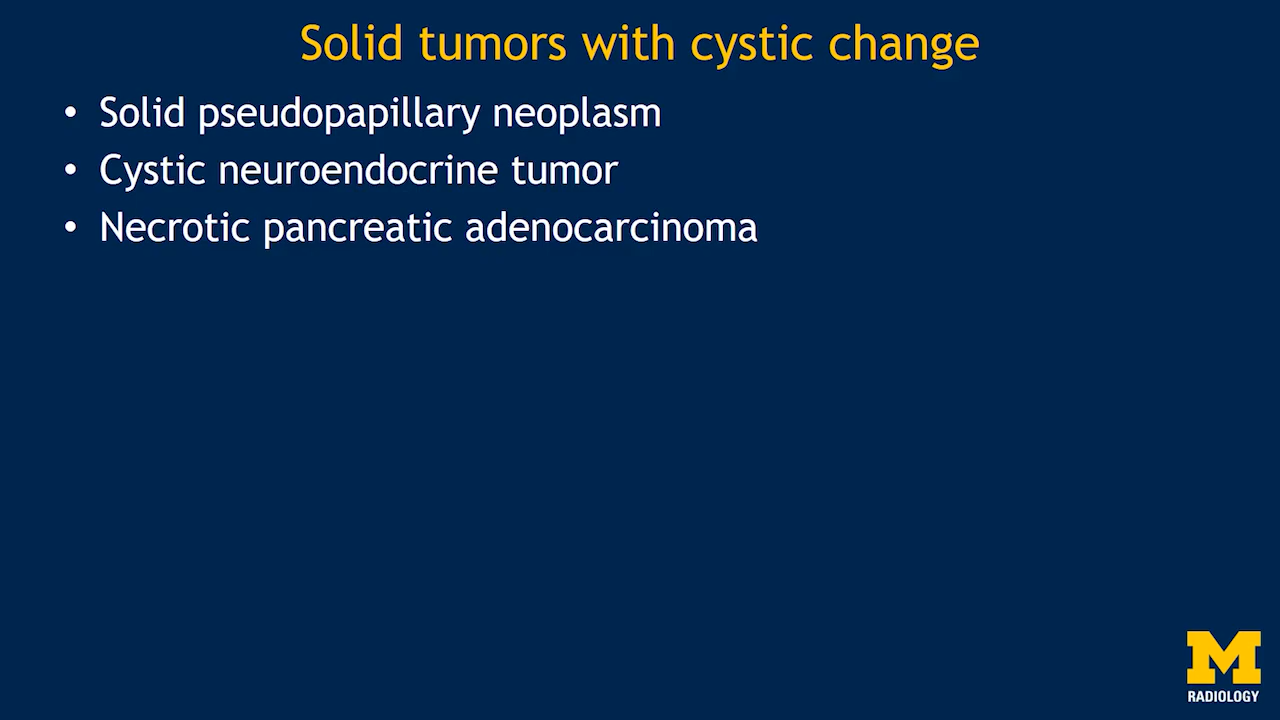 Solid tumors with cystic change
• Solid pseudopapillary neoplasm
• Cystic neuroendocrine tumor
• Necrotic pancreatic adenocarcinoma
M
RADIOLOGY